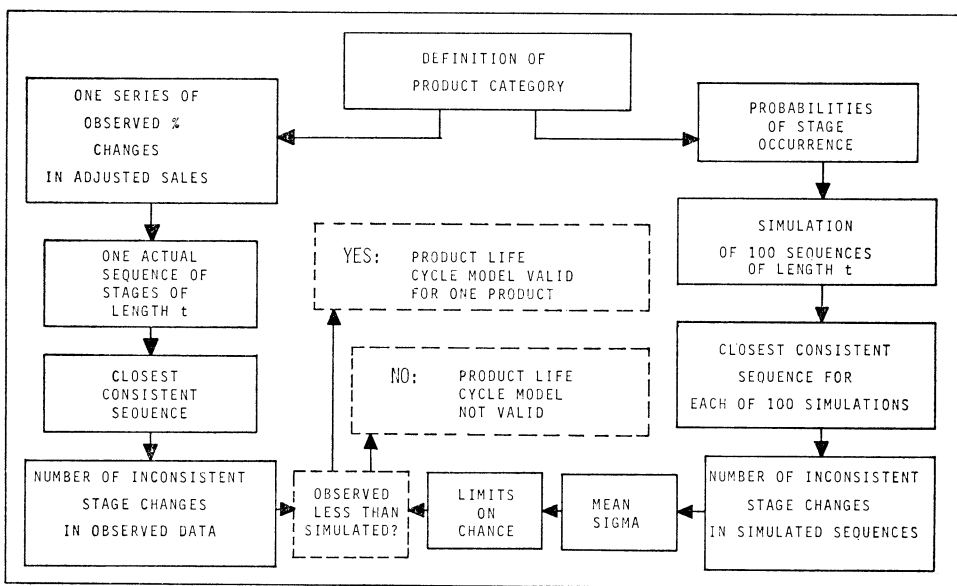 DEFINITION OF
PRODUCT CATEGORY
ONE SERIES OF
OBSERVED %
CHANGES
IN ADJUSTED SALES
PROBABILITIES
OF STAGE
OCCURRENCE
ONE ACTUAL
SEQUENCE OF
STAGES OF
LENGTH t
YES: PRODUCT LIFE
CYCLE MODEL VALID
FOR ONE PRODUCT
SIMULATION
OF 100 SEQUENCES
OF LENGTH t
CLOSEST
CONSISTENT
SEQUENCE
NO: PRODUCT LIFE
CYCLE MODEL
NOT VALID
CLOSEST CONSISTENT
SEQUENCE FOR
EACH OF 100 SIMULATIONS
NUMBER OF INCONSISTENT
STAGE CHANGES
IN OBSERVED DATA
OBSERVED
LESS THAN
SIMULATED?
LIMITS
ON
CHANCE
MEAN
SIGMA
NUMBER OF INCONSISTENT
STAGE CHANGES
IN SIMULATED SEQUENCES